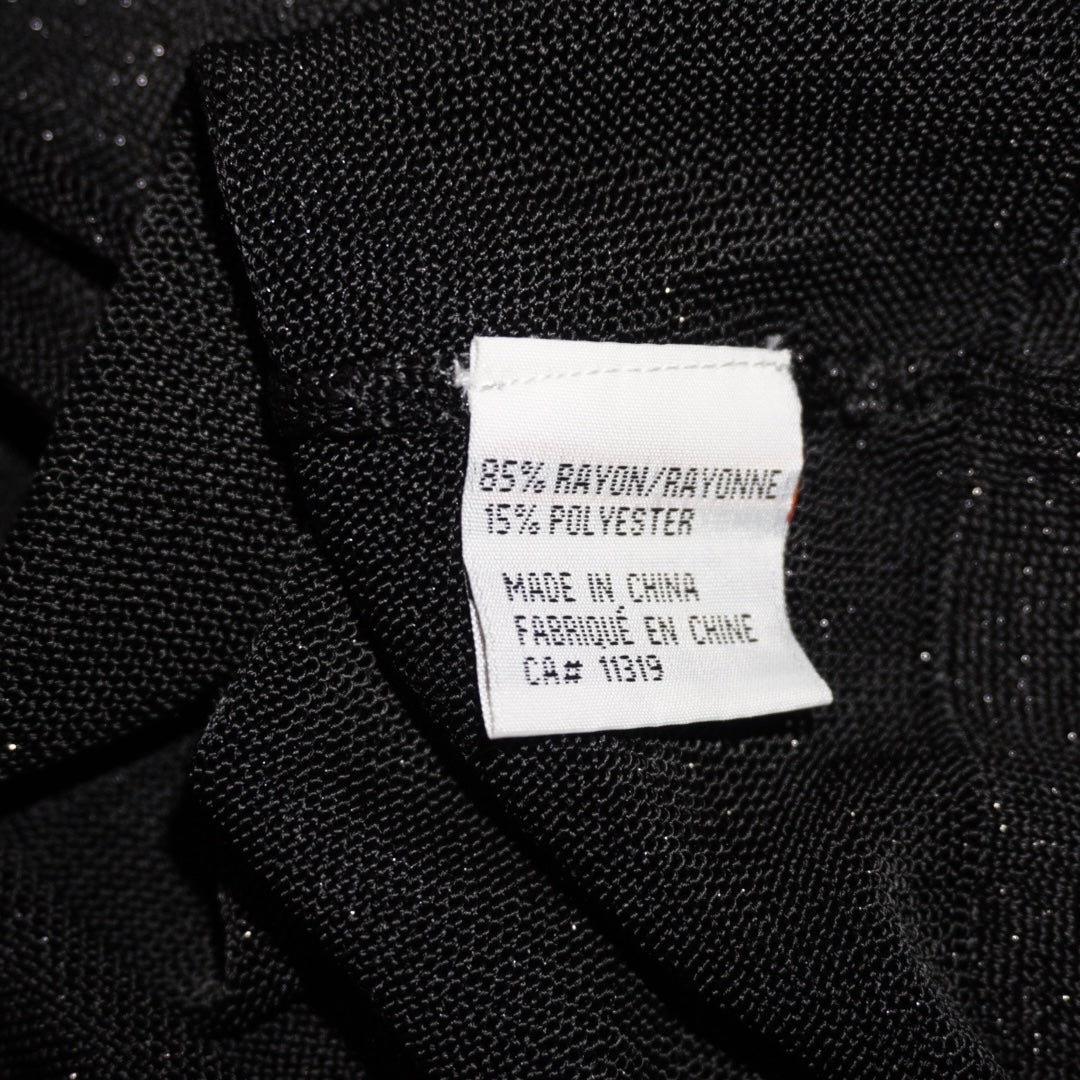 85% RAYON/RAYONNE
15% POLYESTER
MADE IN CHINA
FABRIQUÉ EN CHINE
CA# 11319